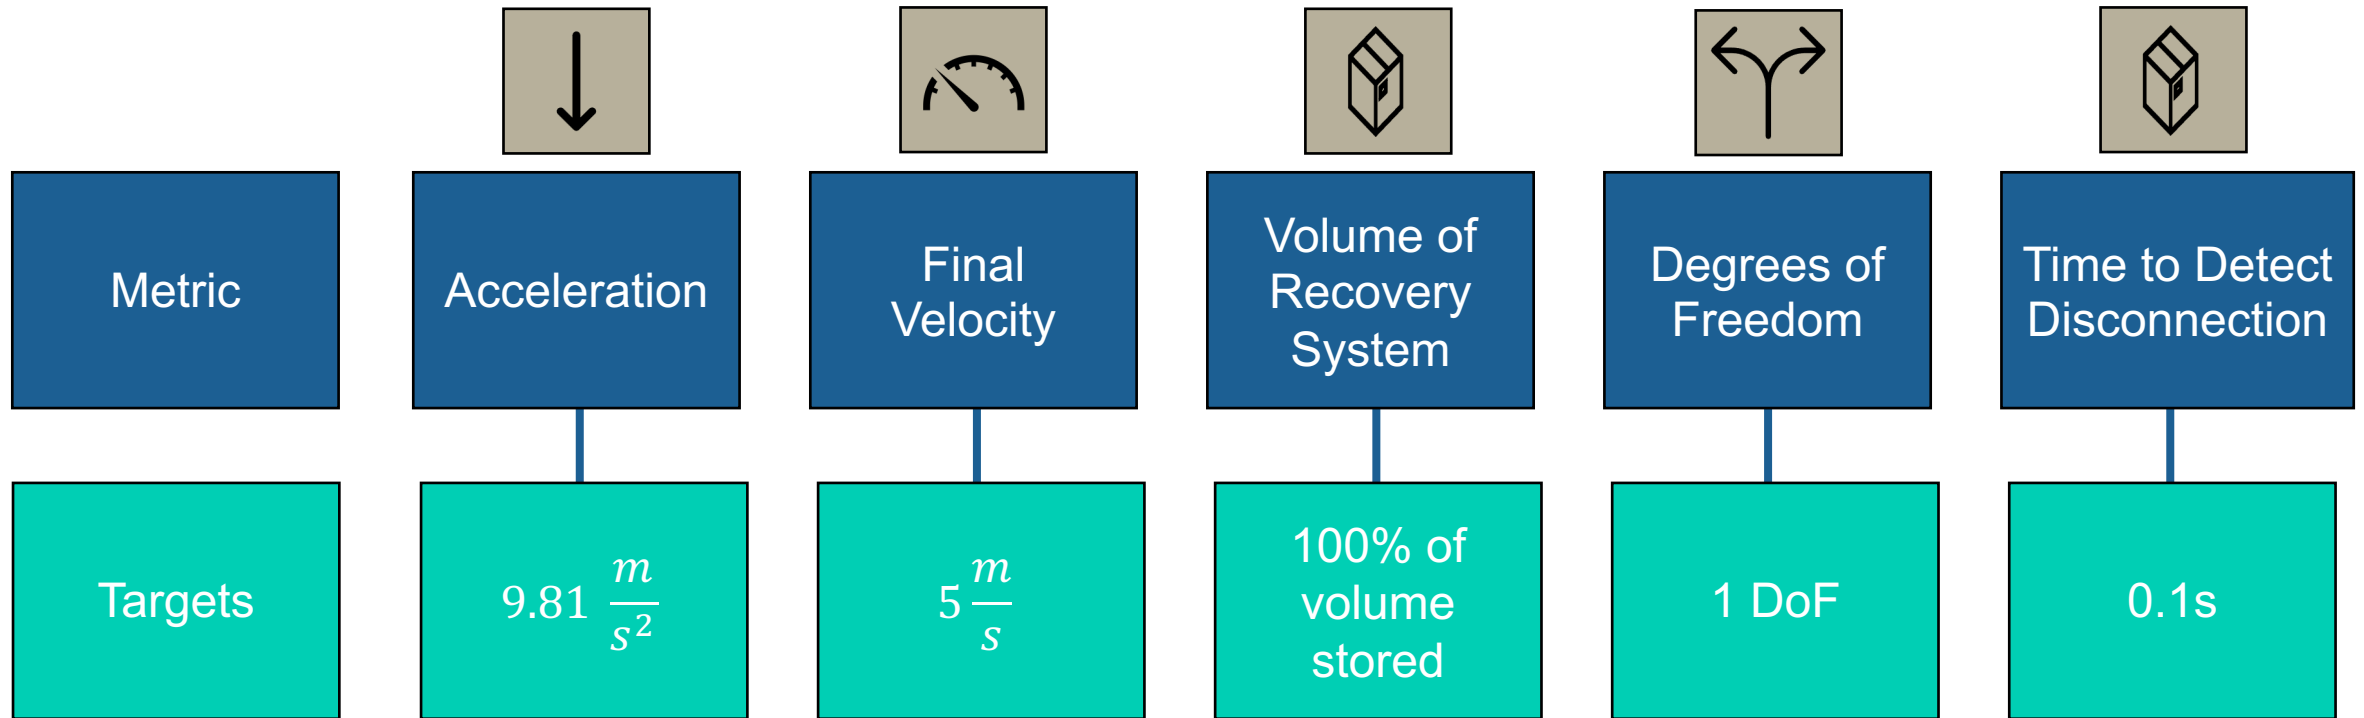 Metric
Acceleration
Final
Velocity
Volume of
Recovery
System
Degrees of
Freedom
Time to Detect
Disconnection
Targets
9.81 m/s²
5 m/s
100% of
volume
stored
1 DoF
0.1s